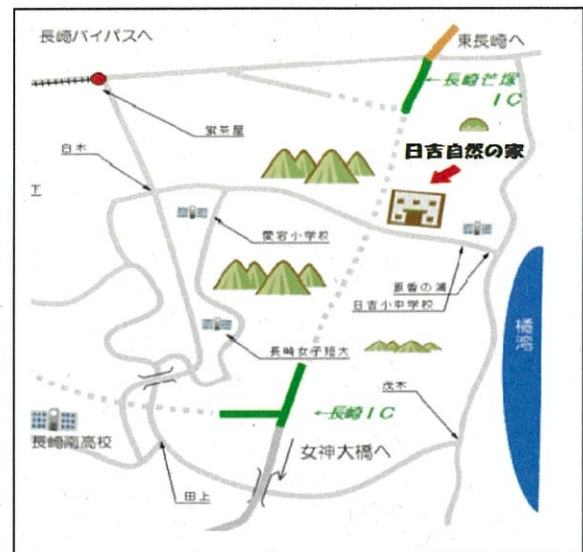 長崎バイパスへ
東長崎へ
←長崎芒塚
IC
蛍茶屋
日吉自然の家
白木
愛宕小学校
飯香の浦
日吉小中学校
橘湾
長崎女子短大
茂木
←長崎IC
長崎南高校
女神大橋へ
田上